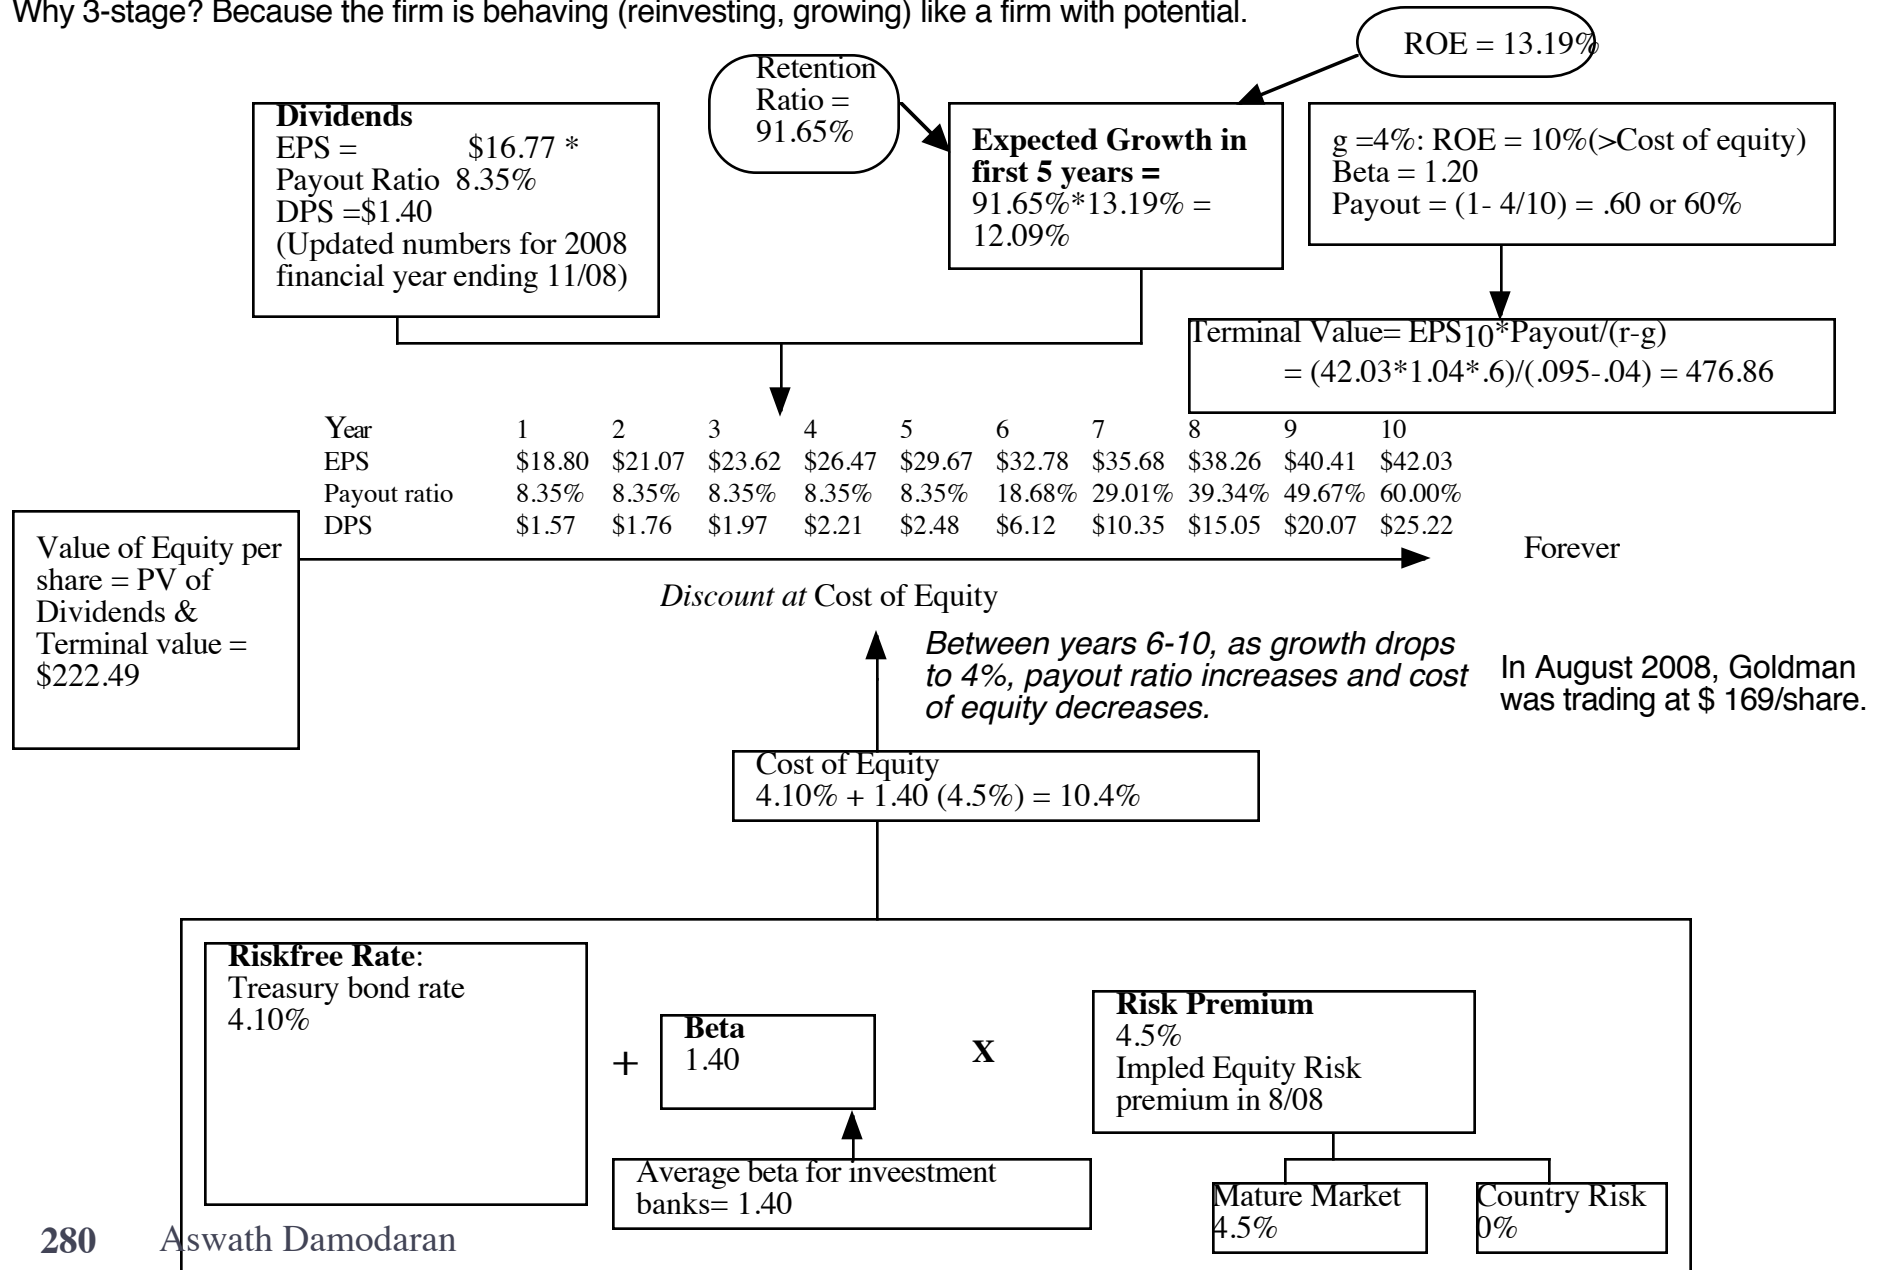 Why 3-stage? Because the firm is behaving (reinvesting, growing) like a firm with potential.
ROE = 13.19%
Retention
Ratio =
91.65%
Dividends
EPS = $16.77 *
Payout Ratio 8.35%
DPS =$1.40
(Updated numbers for 2008
financial year ending 11/08)
Expected Growth in
first 5 years =
91.65%*13.19% =
12.09%
g =4%: ROE = 10%(>Cost of equity)
Beta = 1.20
Payout = (1- 4/10) = .60 or 60%
Terminal Value= EPS10*Payout/(r-g)
= (42.03*1.04*.6)/(.095-.04) = 476.86
Year 1 2 3 4 5 6 7 8 9 10
EPS $18.80 $21.07 $23.62 $26.47 $29.67 $32.78 $35.68 $38.26 $40.41 $42.03
Payout ratio 8.35% 8.35% 8.35% 8.35% 8.35% 18.68% 29.01% 39.34% 49.67% 60.00%
DPS $1.57 $1.76 $1.97 $2.21 $2.48 $6.12 $10.35 $15.05 $20.07 $25.22
Value of Equity per
share = PV of
Dividends &
Terminal value =
$222.49
Forever
Discount at Cost of Equity
Between years 6-10, as growth drops
to 4%, payout ratio increases and cost
of equity decreases.
In August 2008, Goldman
was trading at $ 169/share.
Cost of Equity
4.10% + 1.40 (4.5%) = 10.4%
Riskfree Rate:
Treasury bond rate
4.10%
+
Beta
1.40
X
Risk Premium
4.5%
Impled Equity Risk
premium in 8/08
Average beta for inveestment
banks= 1.40
Mature Market
4.5%
Country Risk
0%
280 Aswath Damodaran